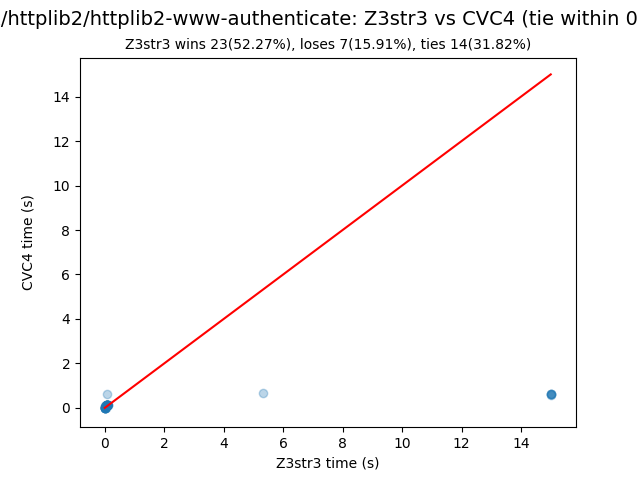 /httplib2/httplib2-www-authenticate: Z3str3 vs CVC4 (tie within 0
Z3str3 wins 23(52.27%), loses 7(15.91%), ties 14(31.82%)
14
12
10
8
6
4
2
0
CVC4 time (s)
0 2 4 6 8 10 12 14
Z3str3 time (s)